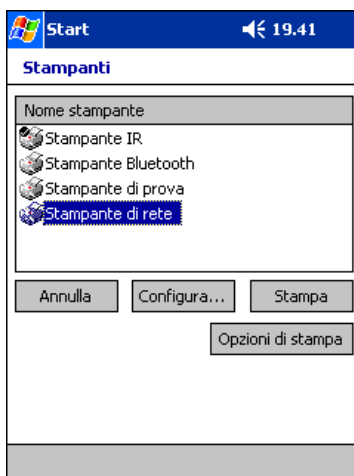 Start 19.41
Stampanti
Nome stampante
Stampante IR
Stampante Bluetooth
Stampante di prova
Stampante di rete
Annulla Configura... Stampa
Opzioni di stampa